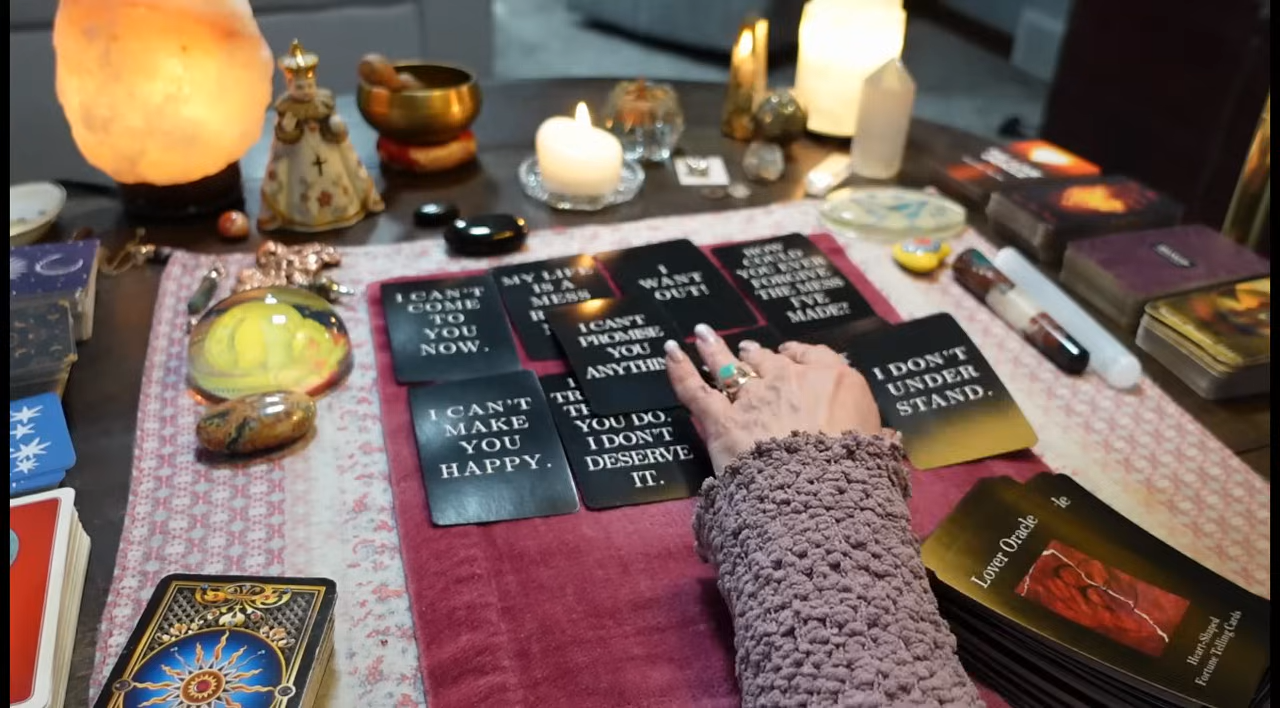 I CAN'T
COME
TO
YOU
NOW.
MY LIFE
IS A
MESS
I
WANT
OUT!
HOW
COULD
YOU EVER
FORGIVE
THE MESS
I'VE
MADE?
I CAN'T
PROMISE
YOU
I DON'T
UNDER
STAND.
I CAN'T
MAKE
YOU
HAPPY.
I
YOU DO.
I DON'T
DESERVE
IT.
Lover Oracle
Heart-Shaped
Fortune Telling Cards